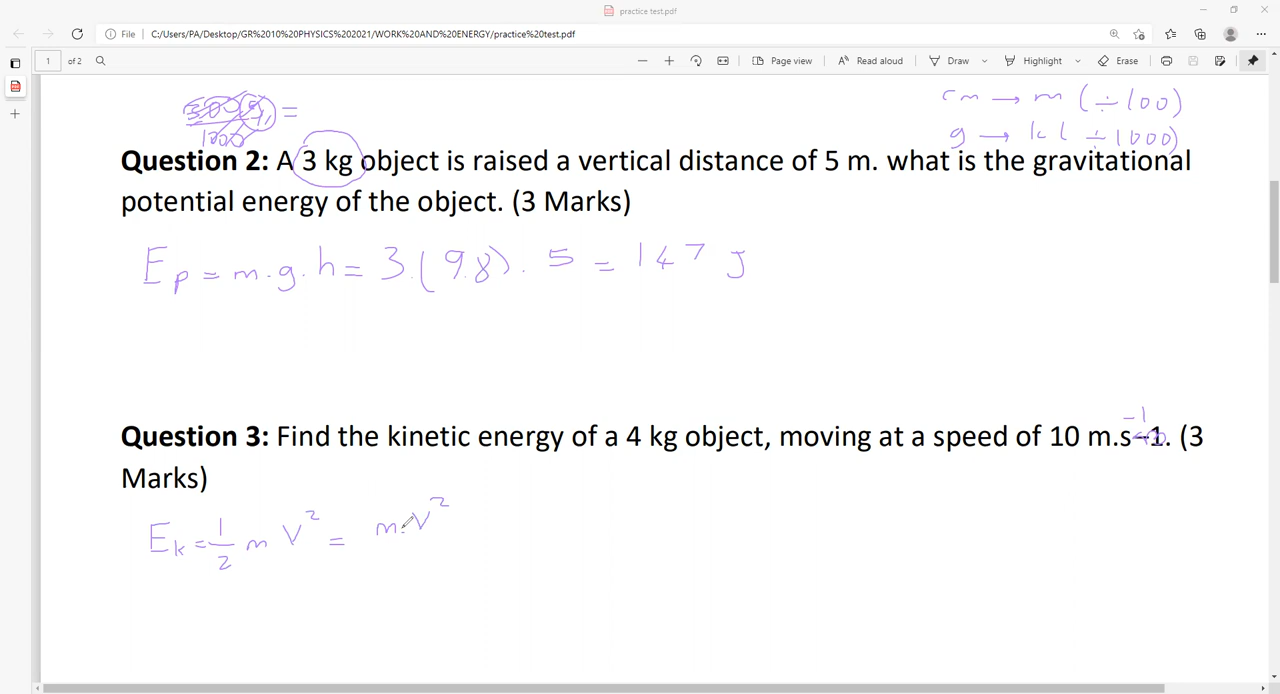 practice test.pdf
File C:/Users/PA/Desktop/GR%2010%20PHYSICS%202021/WORK%20AND%20ENERGY/practice%20test.pdf
1 of 2 Page view Read aloud Draw Highlight Erase
cm → m (÷100)
1000 =
g → k ÷1000)
Question 2: A 3 kg object is raised a vertical distance of 5 m. what is the gravitational
potential energy of the object. (3 Marks)
Ep = m.g.h = 3.(9.8). 5 = 147 J
-1
Question 3: Find the kinetic energy of a 4 kg object, moving at a speed of 10 m.s-1. (3
Marks)
Ek = 1/2 m V² = m.V²